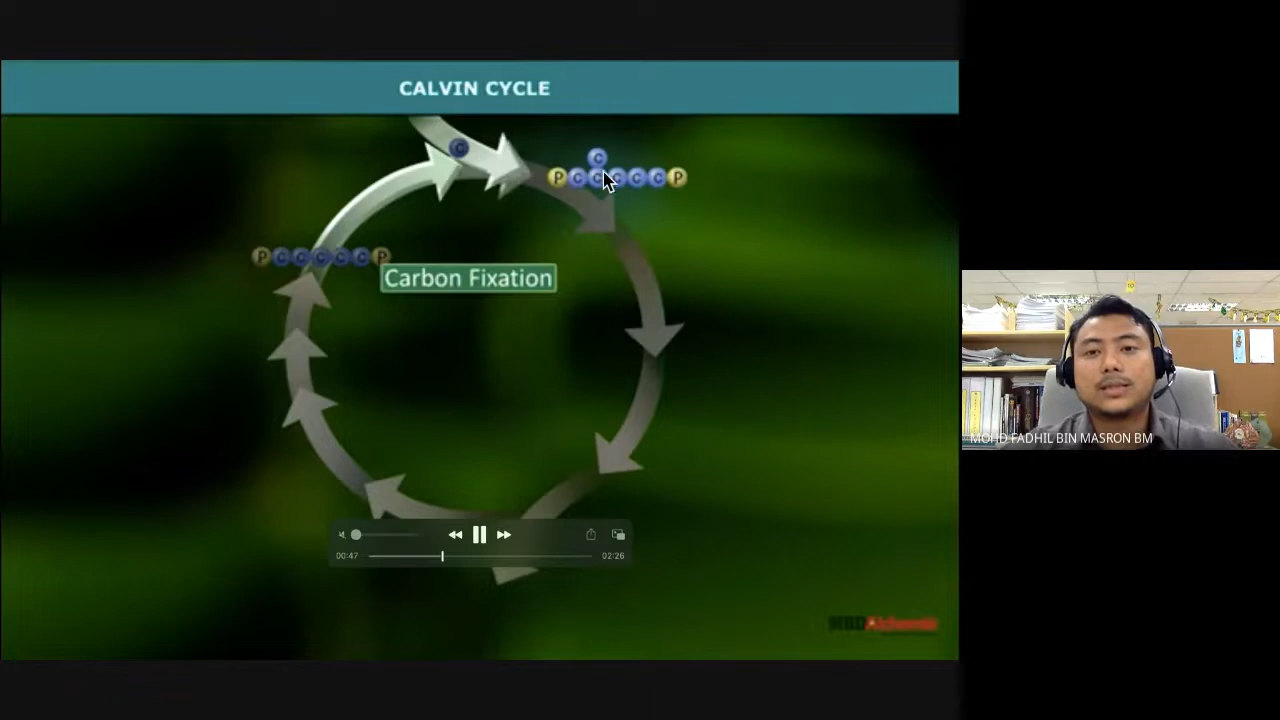 CALVIN CYCLE
C
C
P C C C C C P
P C C C C C P
Carbon Fixation
00:47
02:26
MOHD FADHIL BIN MASRON BM